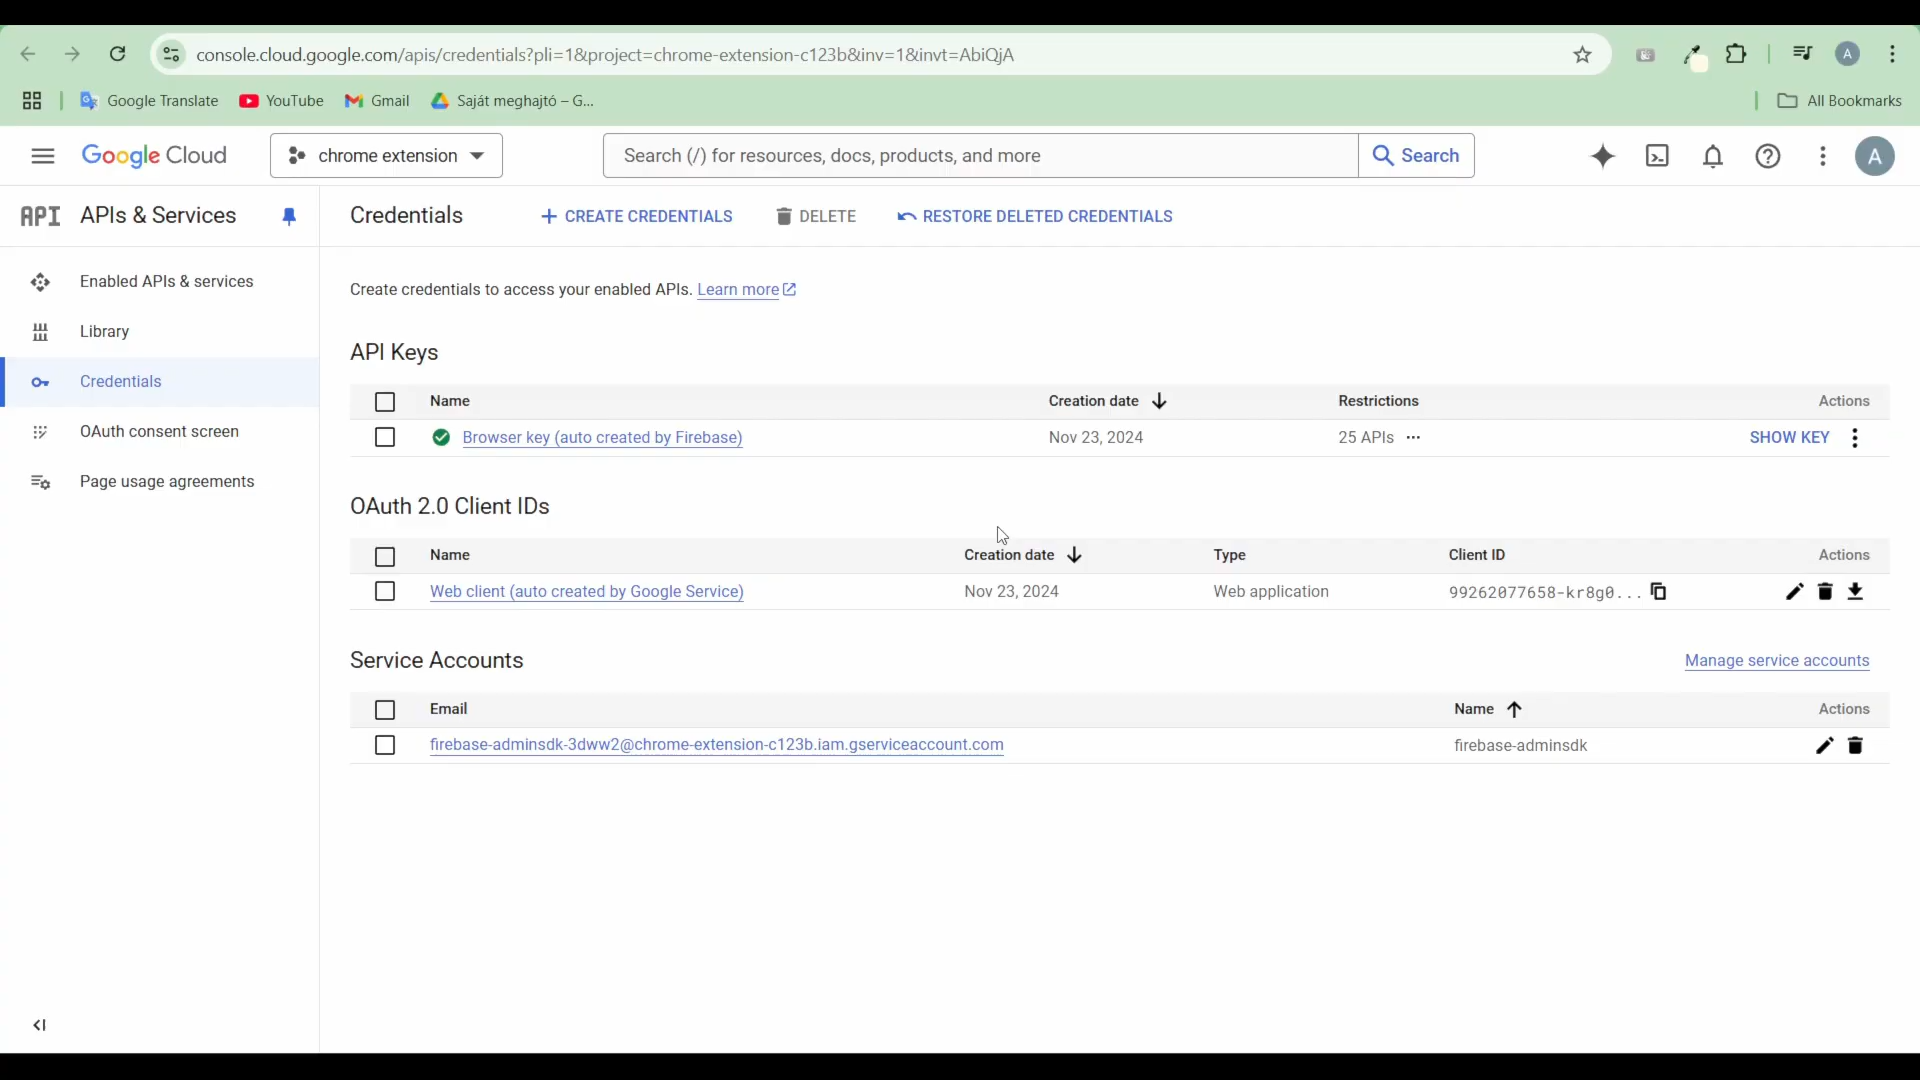 console.cloud.google.com/apis/credentials?pli=1&project=chrome-extension-c123b&inv=1&invt=AbiQjA
A
Google Translate YouTube Gmail Saját meghajtó – G... All Bookmarks
Google Cloud chrome extension Search (/) for resources, docs, products, and more Search A
API APIs & Services Credentials CREATE CREDENTIALS DELETE RESTORE DELETED CREDENTIALS
Enabled APIs & services
Library
Credentials
OAuth consent screen
Page usage agreements
Create credentials to access your enabled APIs. Learn more
API Keys
Name Creation date Restrictions Actions
Browser key (auto created by Firebase) Nov 23, 2024 25 APIs SHOW KEY
OAuth 2.0 Client IDs
Name Creation date Type Client ID Actions
Web client (auto created by Google Service) Nov 23, 2024 Web application 99262077658-kr8g0...
Service Accounts Manage service accounts
Email Name Actions
firebase-adminsdk-3dww2@chrome-extension-c123b.iam.gserviceaccount.com firebase-adminsdk